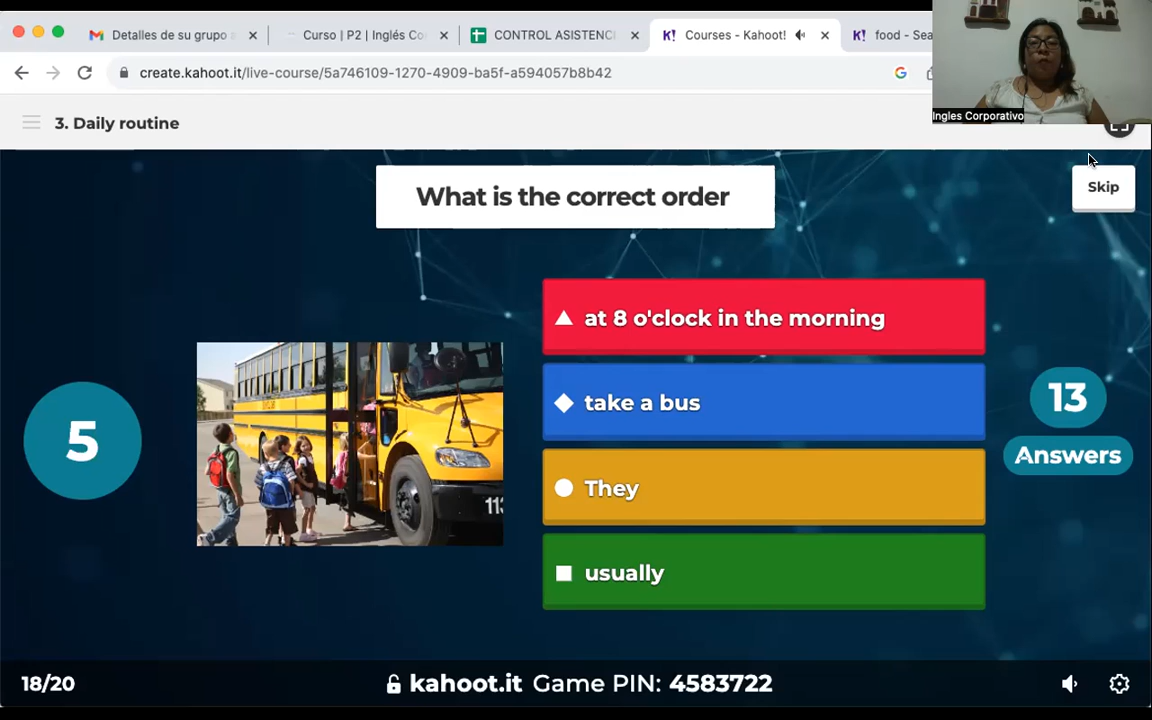 Detalles de su grupo
Curso | P2 | Inglés Co
CONTROL ASISTENC
K! Courses - Kahoot!
K! food - Sea
create.kahoot.it/live-course/5a746109-1270-4909-ba5f-a594057b8b42
Ingles Corporativo
3. Daily routine
What is the correct order
Skip
at 8 o'clock in the morning
take a bus
They
usually
5
113
13
Answers
18/20
kahoot.it Game PIN: 4583722